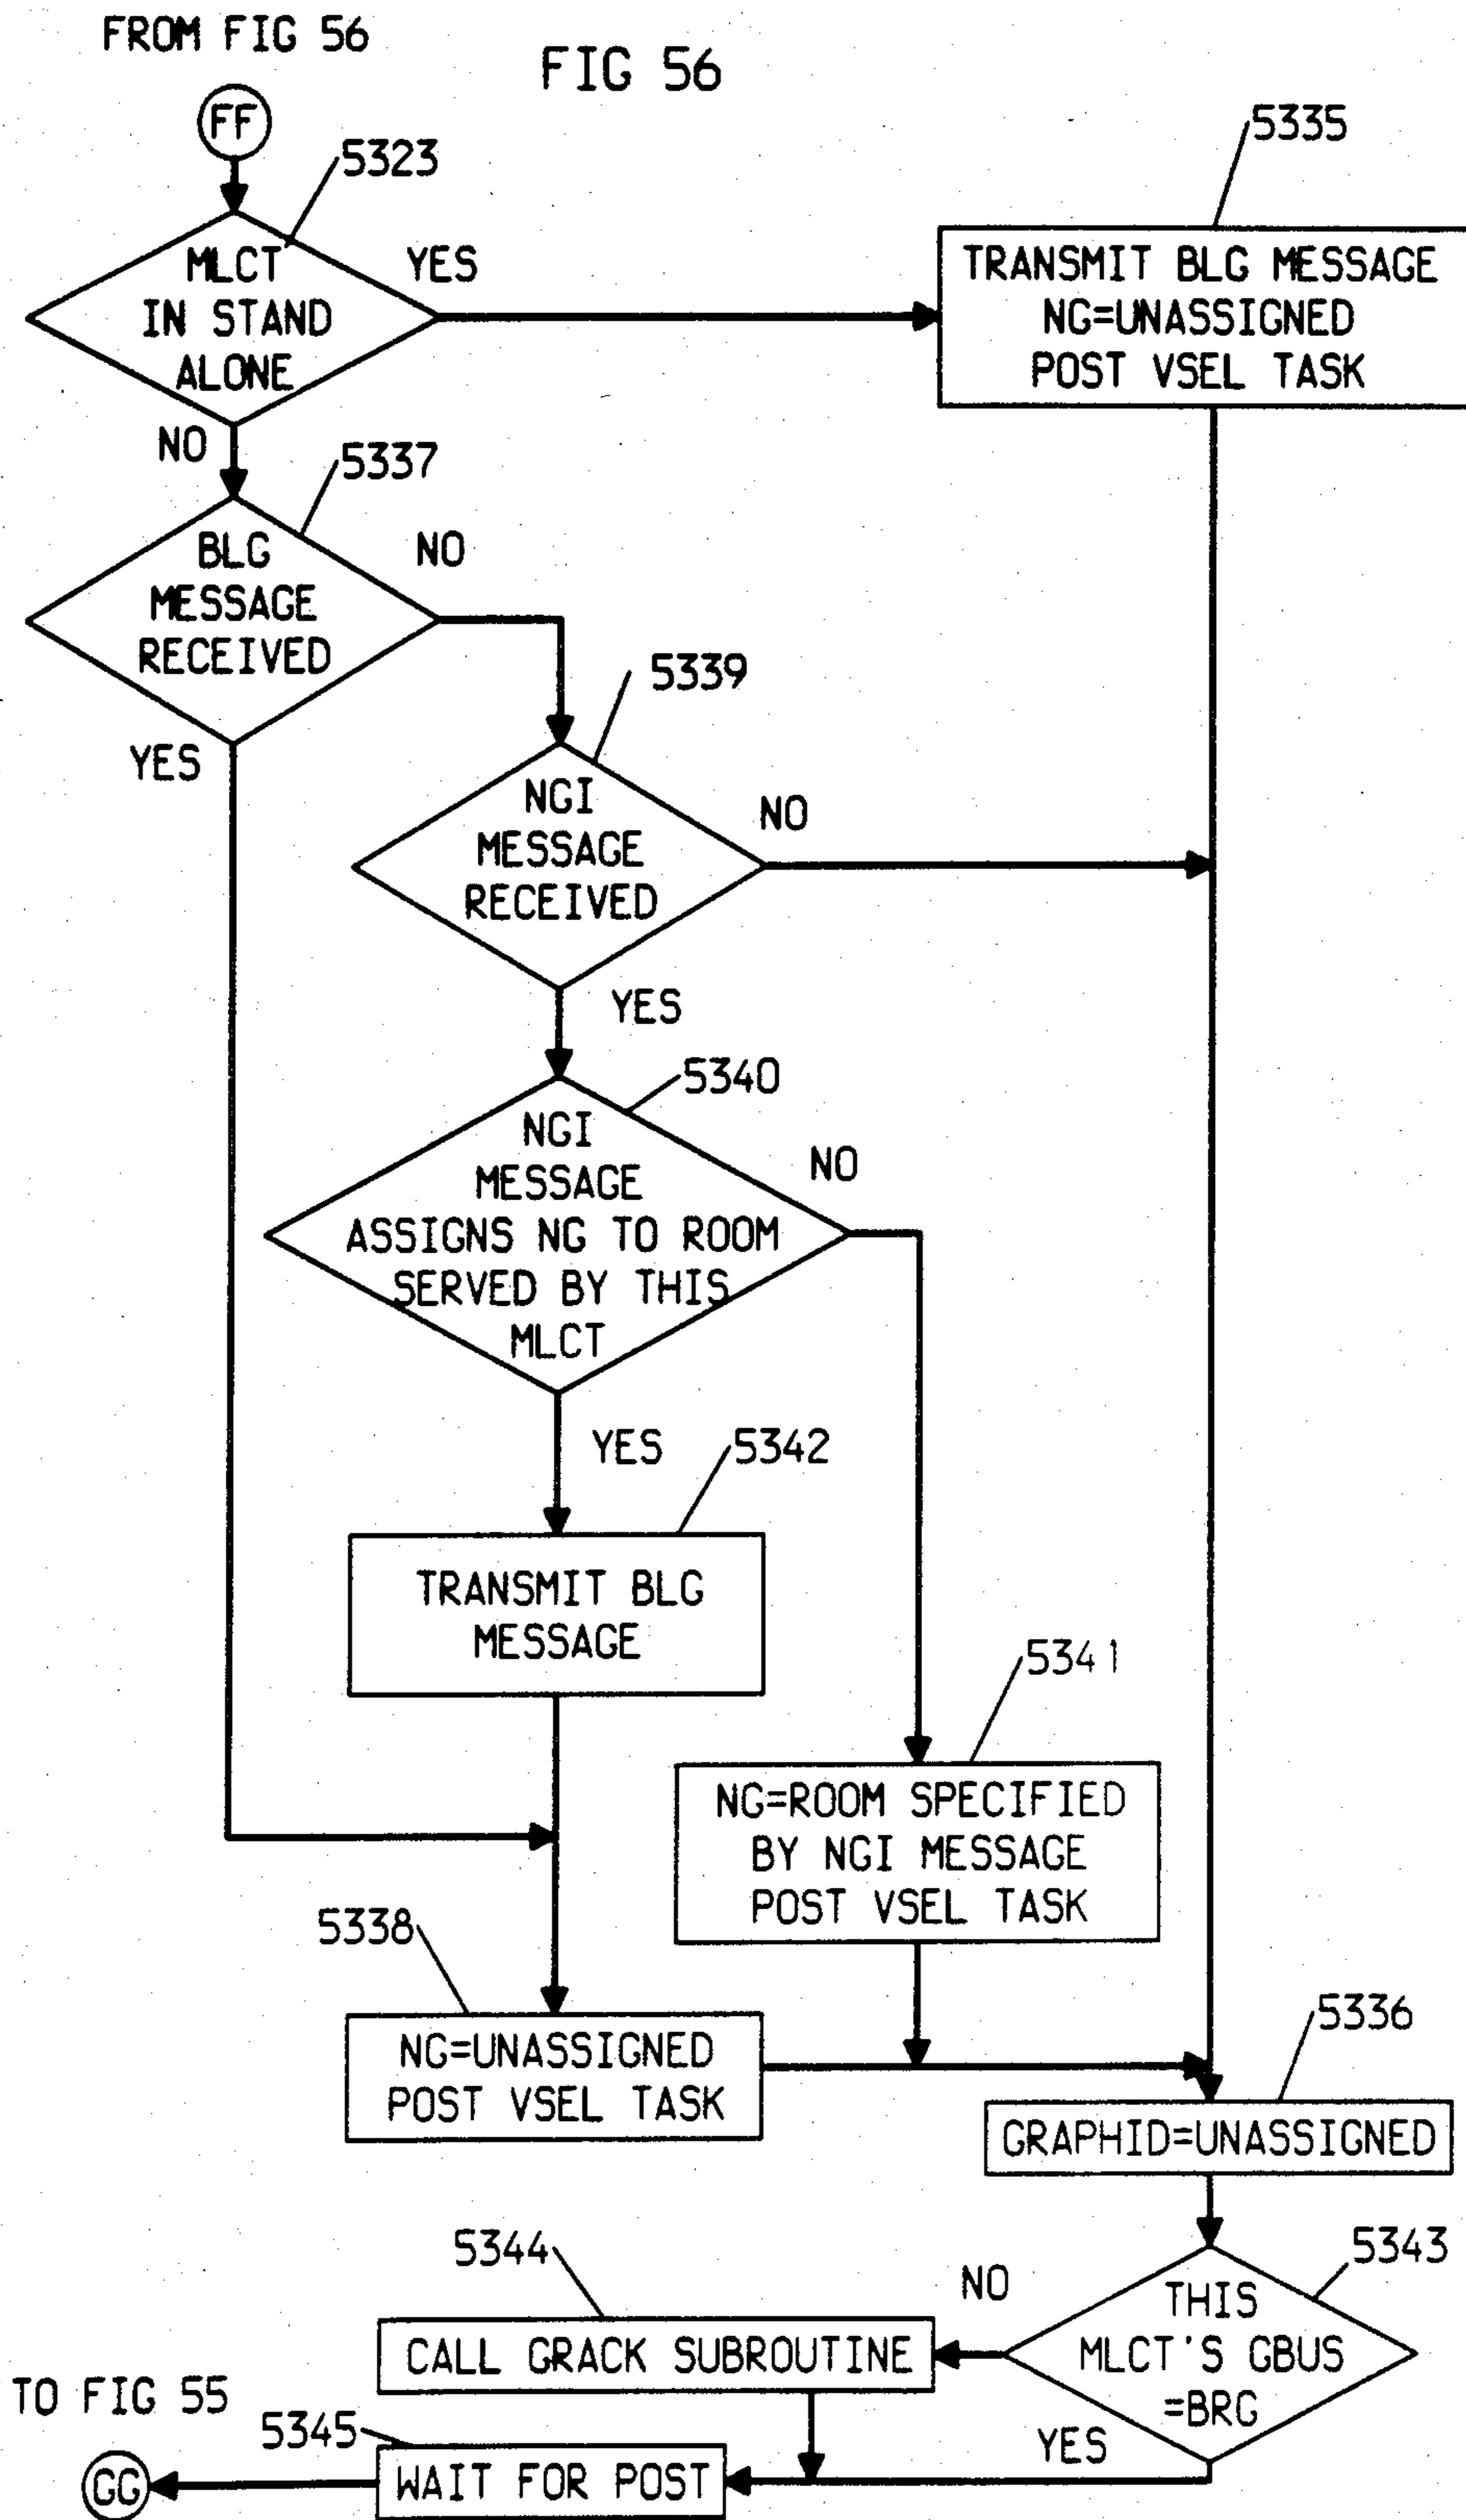 FROM FIG 56
FIG 56
FF
5323
5335
MLCT
IN STAND
ALONE
YES
TRANSMIT BLG MESSAGE
NG=UNASSIGNED
POST VSEL TASK
NO
5337
BLG
MESSAGE
RECEIVED
NO
YES
5339
NGI
MESSAGE
RECEIVED
NO
YES
5340
NGI
MESSAGE
ASSIGNS NG TO ROOM
SERVED BY THIS
MLCT
NO
YES
5342
TRANSMIT BLG
MESSAGE
5341
NG=ROOM SPECIFIED
BY NGI MESSAGE
POST VSEL TASK
5338
NG=UNASSIGNED
POST VSEL TASK
5336
GRAPHID=UNASSIGNED
5344
NO
5343
THIS
MLCT'S GBUS
=BRG
CALL GRACK SUBROUTINE
TO FIG 55
5345
YES
GG
WAIT FOR POST